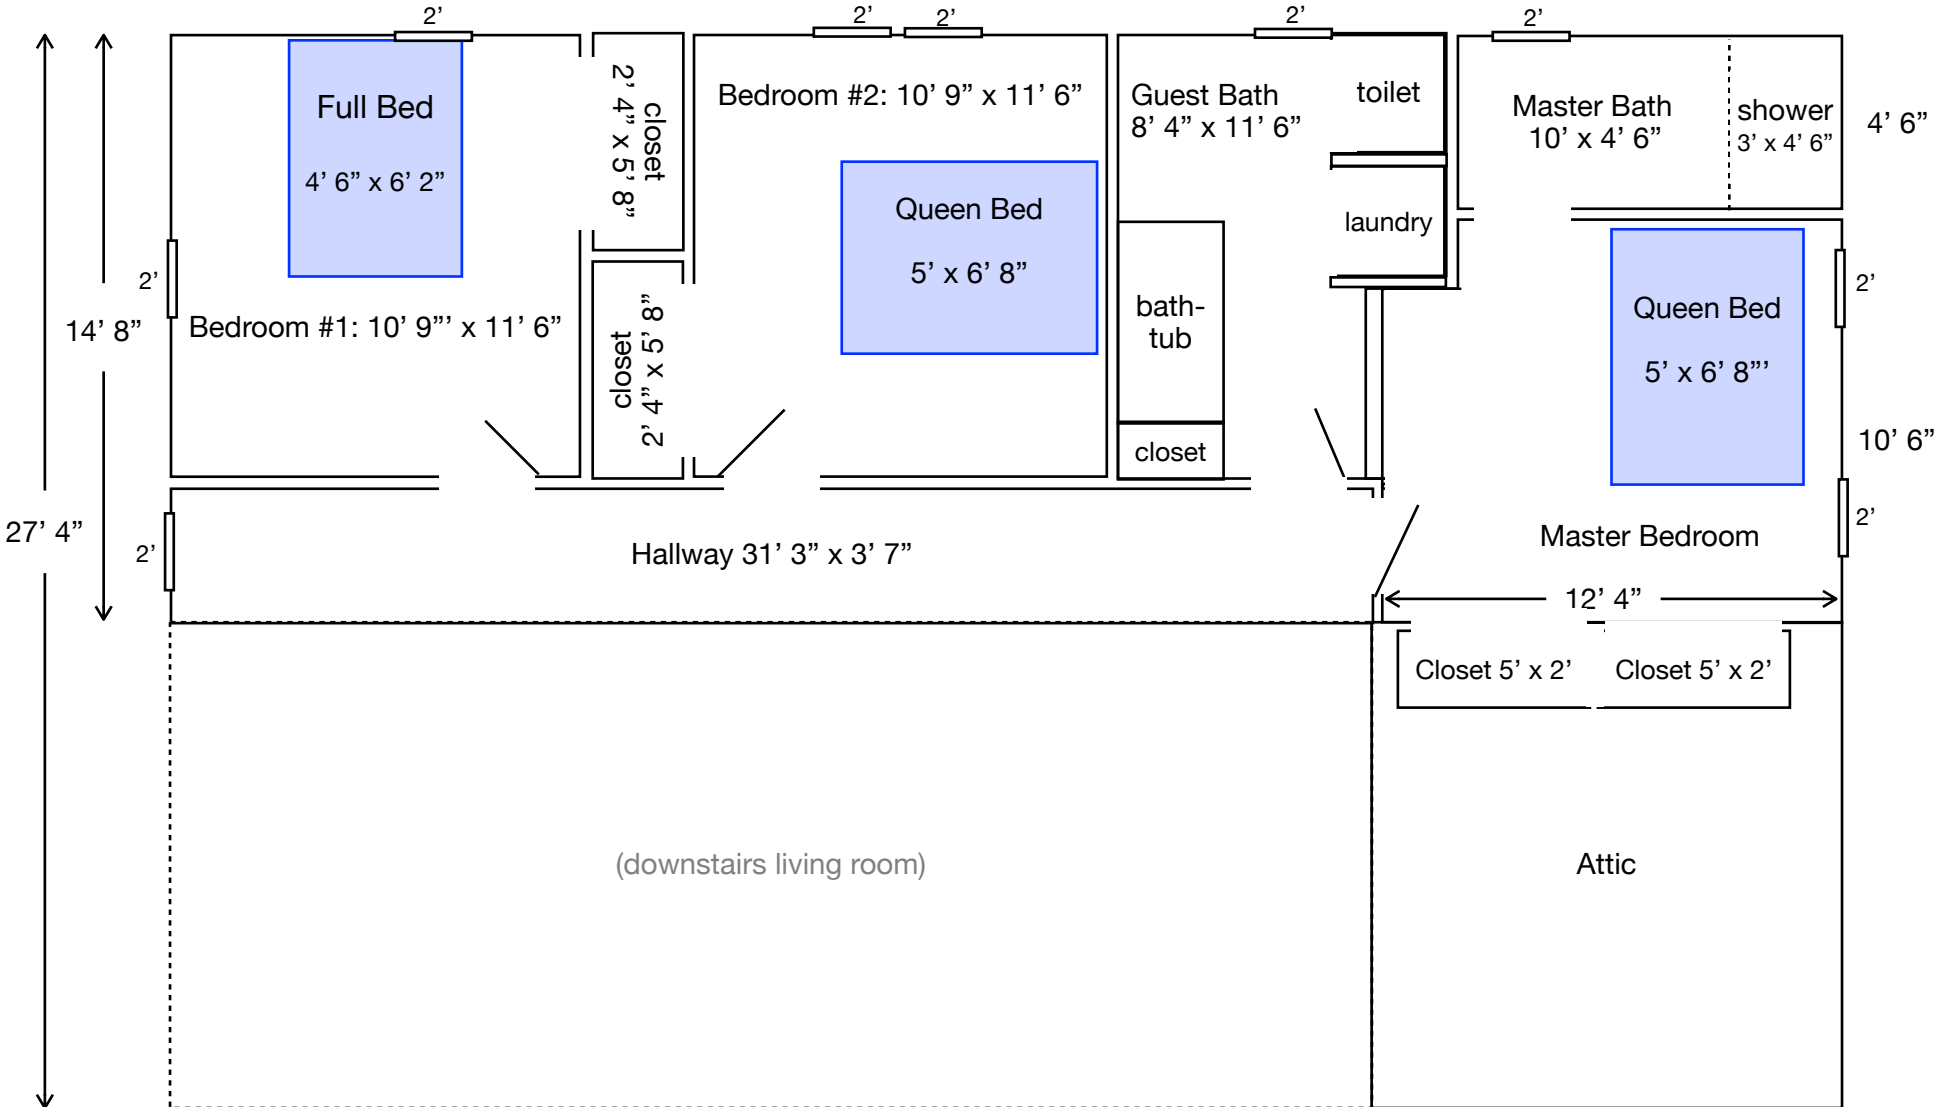 2’
2’
2’
2’
2’
Full Bed
4’ 6” x 6’ 2”
closet
2’ 4” x 5’ 8”
Bedroom #2: 10’ 9” x 11’ 6”
Guest Bath
8’ 4” x 11’ 6”
toilet
Master Bath
10’ x 4’ 6”
shower
3’ x 4’ 6”
4’ 6”
Queen Bed
5’ x 6’ 8”
laundry
2’
14’ 8”
Bedroom #1: 10’ 9”’ x 11’ 6”
closet
2’ 4” x 5’ 8”
bath-
tub
closet
Queen Bed
5’ x 6’ 8”’
2’
10’ 6”
27’ 4”
2’
Hallway 31’ 3” x 3’ 7”
Master Bedroom
2’
12’ 4”
Closet 5’ x 2’
Closet 5’ x 2’
(downstairs living room)
Attic